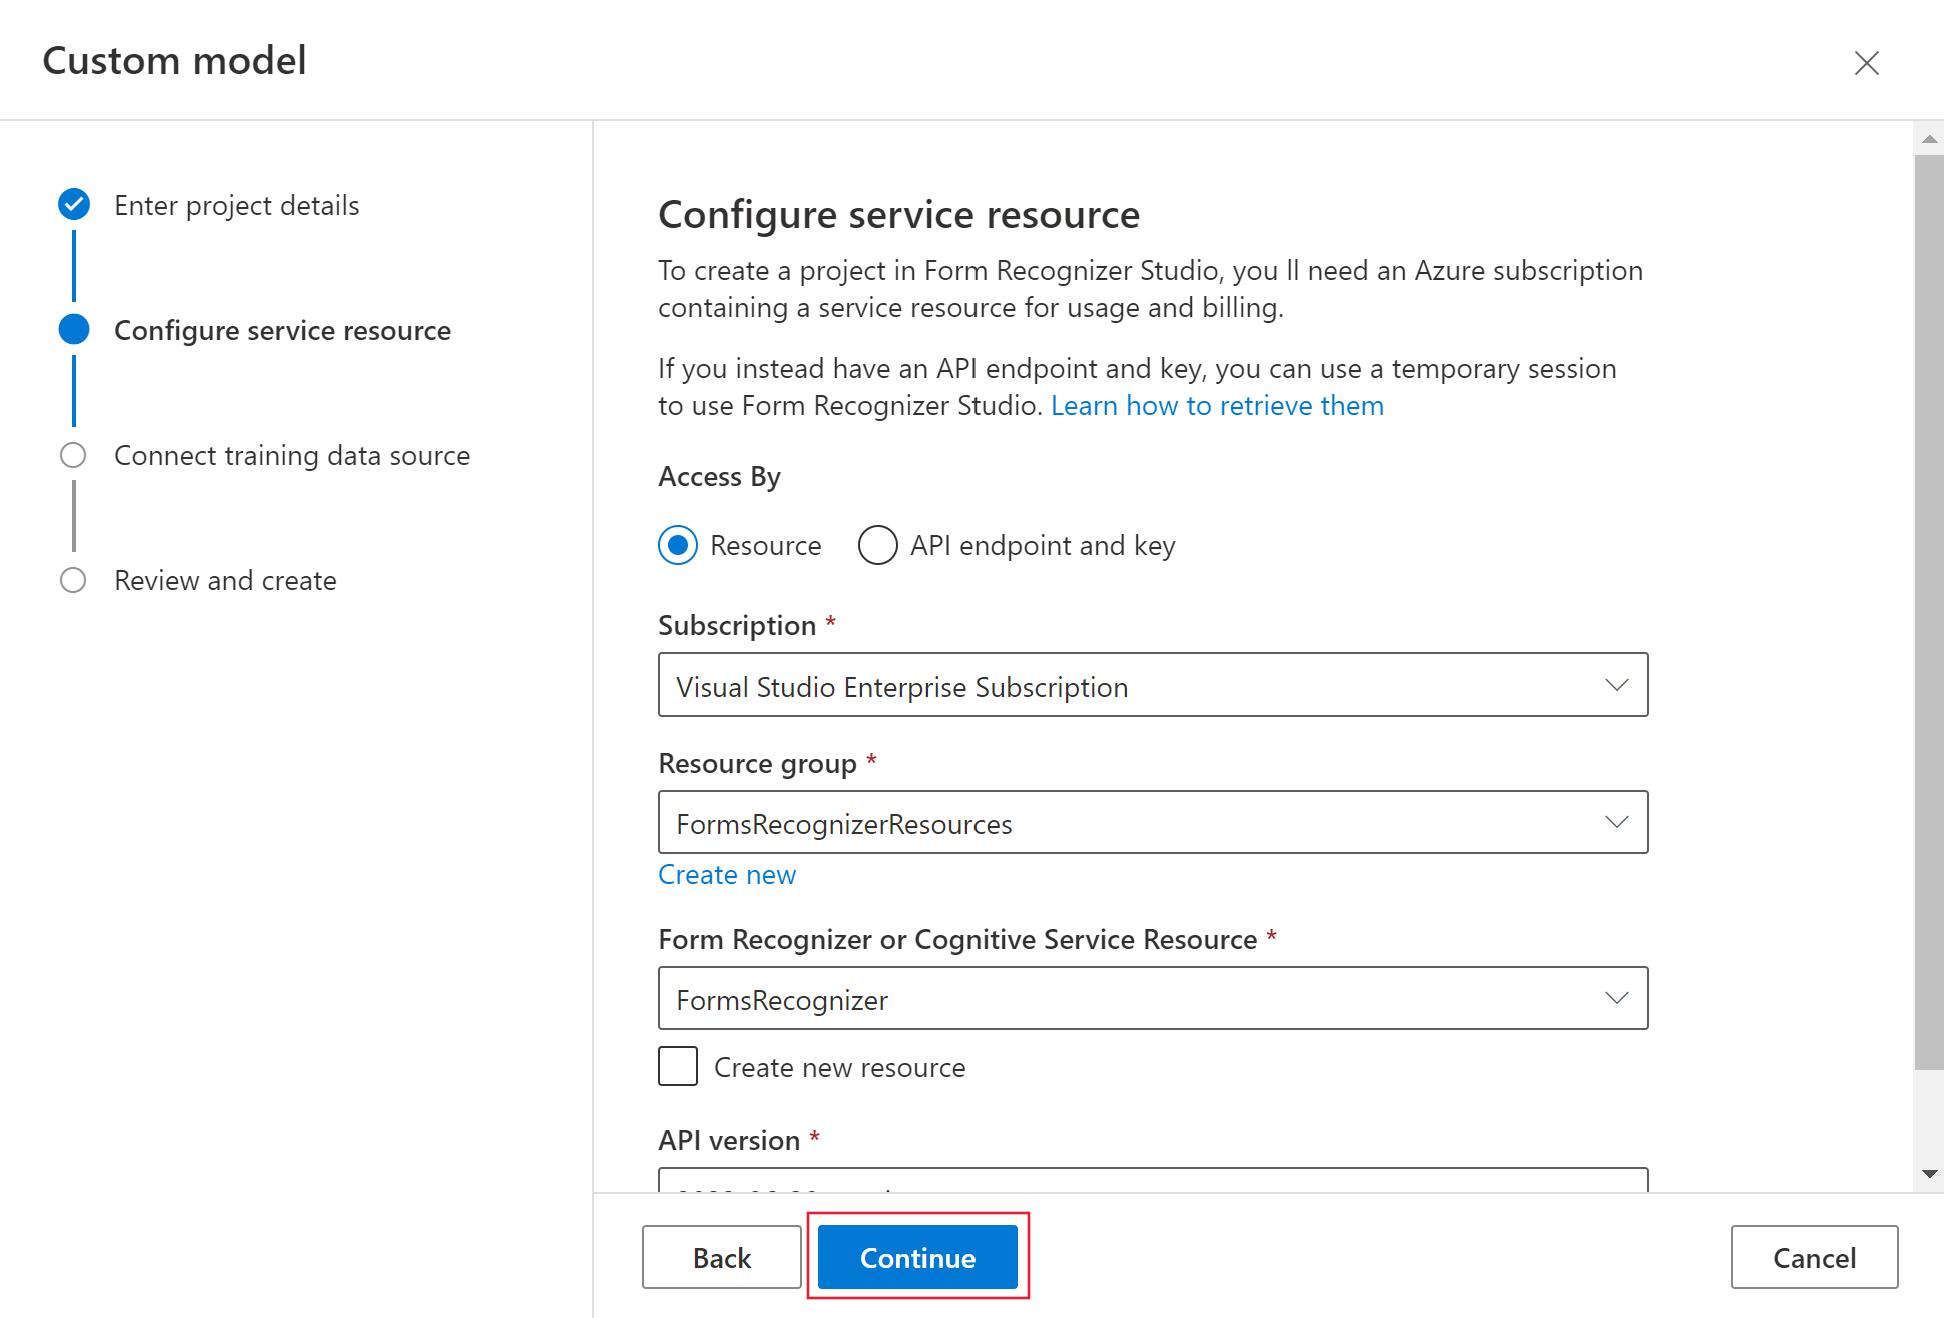 Custom model
Enter project details
Configure service resource
Connect training data source
Review and create
Configure service resource
To create a project in Form Recognizer Studio, you ll need an Azure subscription
containing a service resource for usage and billing.
If you instead have an API endpoint and key, you can use a temporary session
to use Form Recognizer Studio. Learn how to retrieve them
Access By
Resource API endpoint and key
Subscription *
Visual Studio Enterprise Subscription
Resource group *
FormsRecognizerResources
Create new
Form Recognizer or Cognitive Service Resource *
FormsRecognizer
Create new resource
API version *
Back Continue Cancel